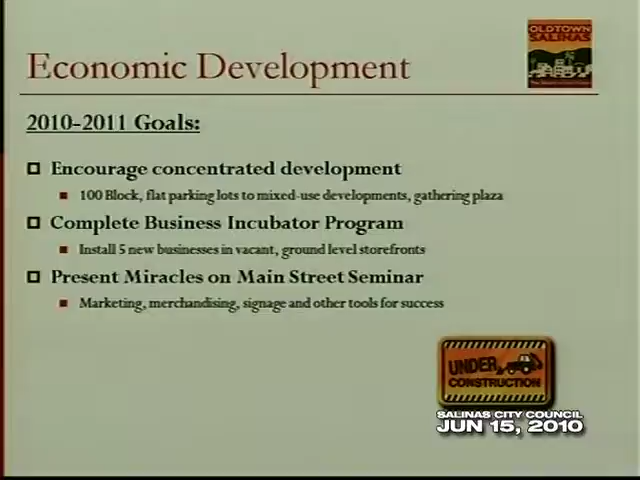 OLDTOWN
SALINAS
Economic Development
2010-2011 Goals:
Encourage concentrated development
100 Block, flat parking lots to mixed-use developments, gathering plaza
Complete Business Incubator Program
Install 5 new businesses in vacant, ground level storefronts
Present Miracles on Main Street Seminar
Marketing, merchandising, signage and other tools for success
UNDER
CONSTRUCTION
SALINAS CITY COUNCIL
JUN 15, 2010